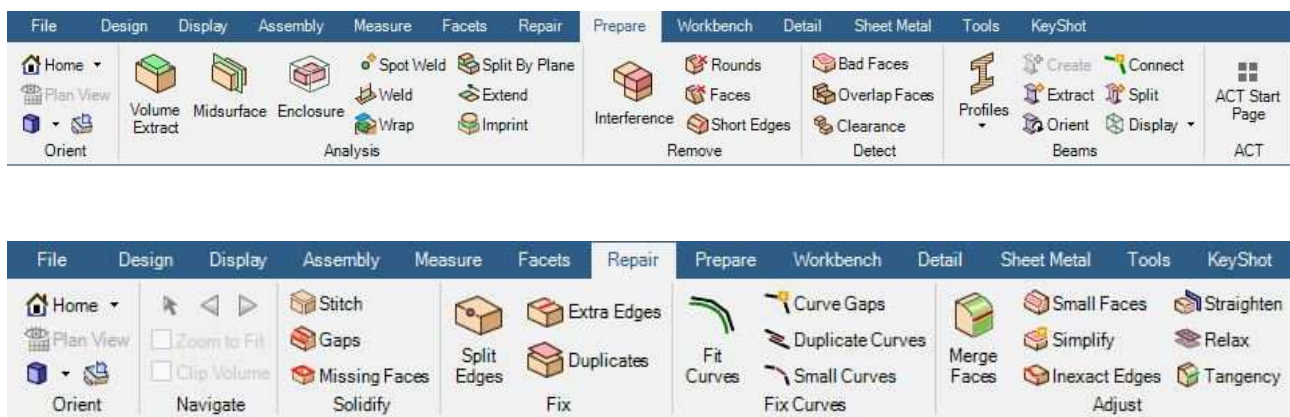 File Design Display Assembly Measure Facets Repair Prepare Workbench Detail Sheet Metal Tools KeyShot
Home Spot Weld Split By Plane Rounds Bad Faces Create Connect
Plan View Volume Extract Midsurface Enclosure Weld Extend Interference Faces Overlap Faces Profiles Extract Split ACT Start Page
Wrap Imprint Short Edges Clearance Orient Display
Orient Analysis Remove Detect Beams ACT
File Design Display Assembly Measure Facets Repair Prepare Workbench Detail Sheet Metal Tools KeyShot
Home Stitch Extra Edges Curve Gaps Small Faces Straighten
Plan View Zoom to Fit Gaps Split Edges Duplicates Fit Curves Duplicate Curves Merge Faces Simplify Relax
Clip Volume Missing Faces Small Curves Inexact Edges Tangency
Orient Navigate Solidify Fix Fix Curves Adjust